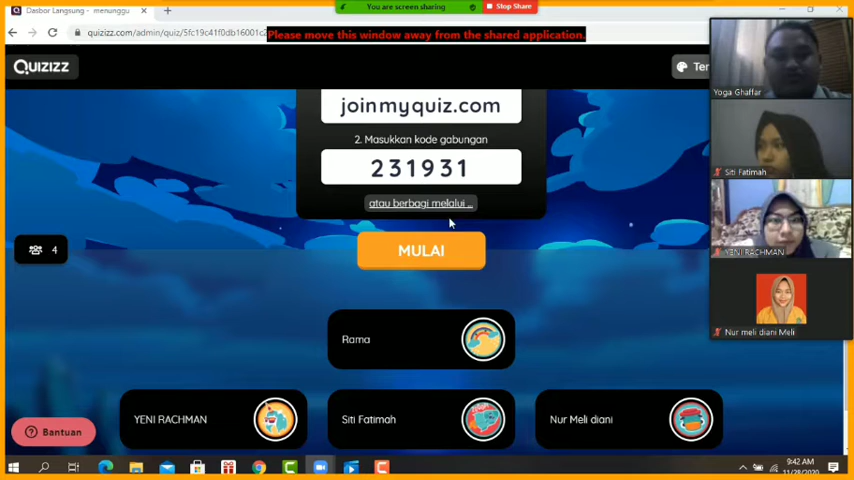 Dasbor Langsung - menunggu
You are screen sharing
Stop Share
quizizz.com/admin/quiz/5fc19c41f0db16001c2
Please move this window away from the shared application.
QUIZIZZ
Ter
joinmyquiz.com
2. Masukkan kode gabungan
231931
atau berbagi melalui ...
4
MULAI
Rama
YENI RACHMAN
Siti Fatimah
Nur Meli diani
Bantuan
Yoga Ghaffar
Siti Fatimah
YENI RACHMAN
Nur meli diani Meli
9:42 AM
11/28/2020